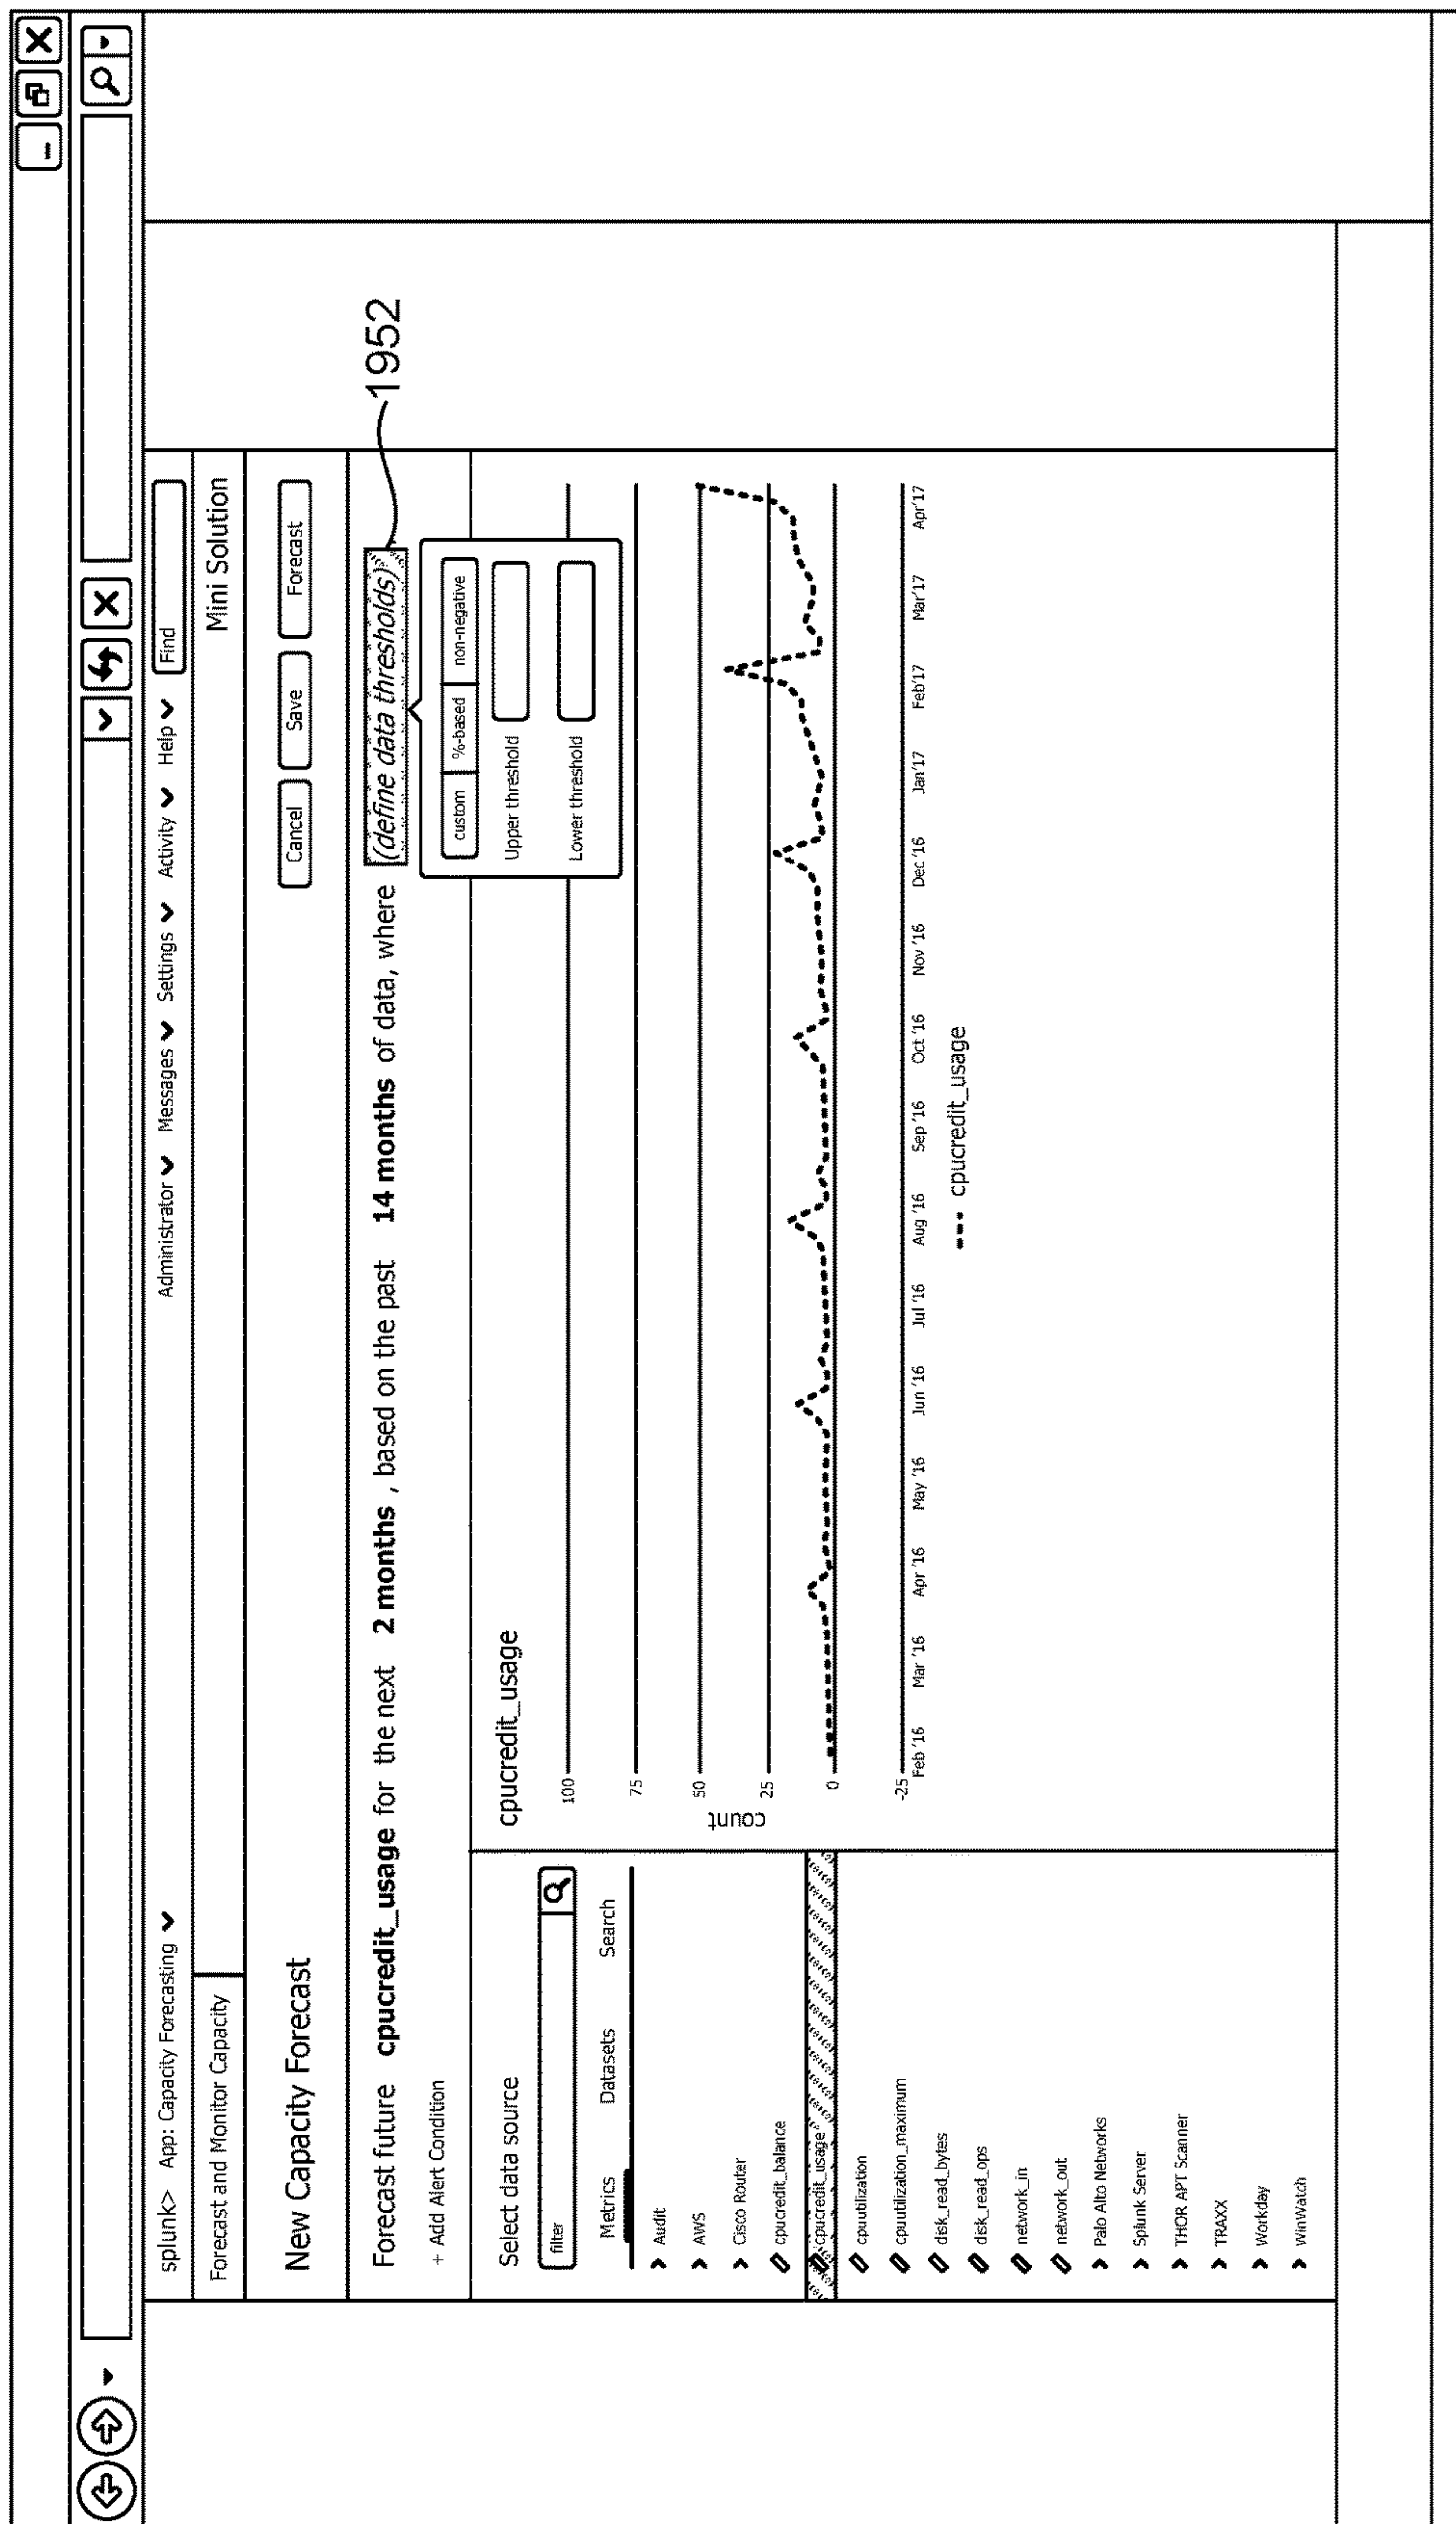 splunk> App: Capacity Forecasting Administrator Messages Settings Activity Help Find
Forecast and Monitor Capacity Mini Solution
New Capacity Forecast Cancel Save Forecast
Forecast future cpucredit_usage for the next 2 months , based on the past 14 months of data, where (define data thresholds) 1952
+ Add Alert Condition
custom %-based non-negative
Upper threshold
Lower threshold
Select data source
filter
Metrics Datasets Search
Audit
AWS
Cisco Router
cpucredit_balance
cpucredit_usage
cpuutilization
cpuutilization_maximum
disk_read_bytes
disk_read_ops
network_in
network_out
Palo Alto Networks
Splunk Server
THOR APT Scanner
TRAXX
Workday
WinWatch
cpucredit_usage
100
75
50
25
0
-25
count
Feb '16 Mar '16 Apr '16 May '16 Jun '16 Jul '16 Aug '16 Sep '16 Oct '16 Nov '16 Dec '16 Jan'17 Feb'17 Mar'17 Apr'17
cpucredit_usage